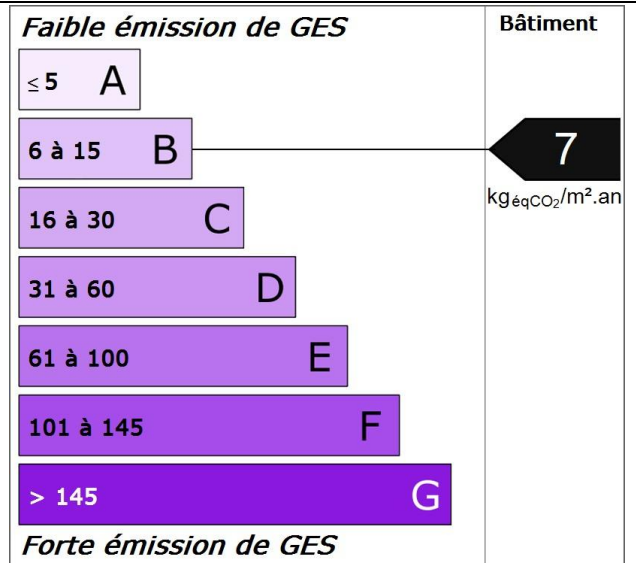 Faible émission de GES
Bâtiment
≤ 5 A
6 à 15 B
7
kgéqCO2/m².an
16 à 30 C
31 à 60 D
61 à 100 E
101 à 145 F
> 145 G
Forte émission de GES